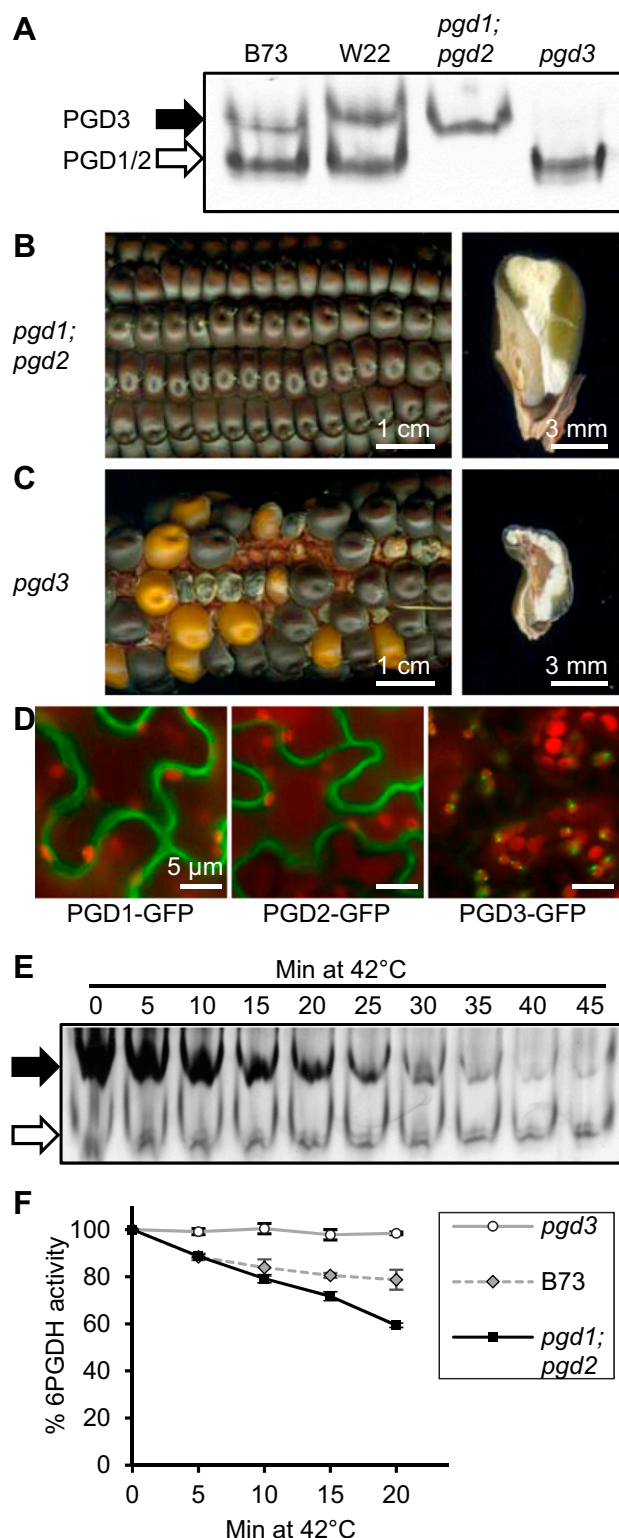 A
B73 W22 pgd1; pgd2 pgd3
PGD3
PGD1/2
B
pgd1;
pgd2
1 cm 3 mm
C
pgd3
1 cm 3 mm
D
5 µm
PGD1-GFP PGD2-GFP PGD3-GFP
E
Min at 42°C
0 5 10 15 20 25 30 35 40 45
F
% 6PGDH activity
100
80
60
40
20
0
0 5 10 15 20
Min at 42°C
pgd3
B73
pgd1;
pgd2